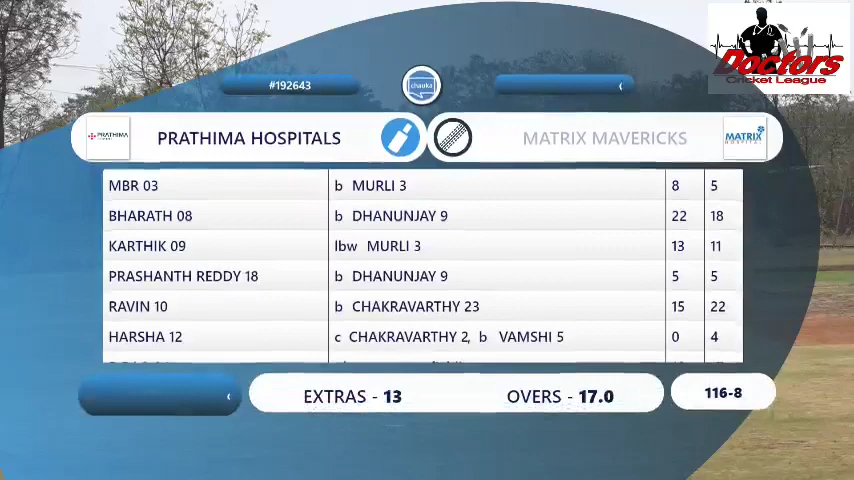 Doctors
Cricket League
#192643
chauka
PRATHIMA
PRATHIMA HOSPITALS
MATRIX MAVERICKS
MATRIX
HOSPITAL
MBR 03 b MURLI 3 8 5
BHARATH 08 b DHANUNJAY 9 22 18
KARTHIK 09 lbw MURLI 3 13 11
PRASHANTH REDDY 18 b DHANUNJAY 9 5 5
RAVIN 10 b CHAKRAVARTHY 23 15 22
HARSHA 12 c CHAKRAVARTHY 2, b VAMSHI 5 0 4
EXTRAS - 13 OVERS - 17.0 116-8